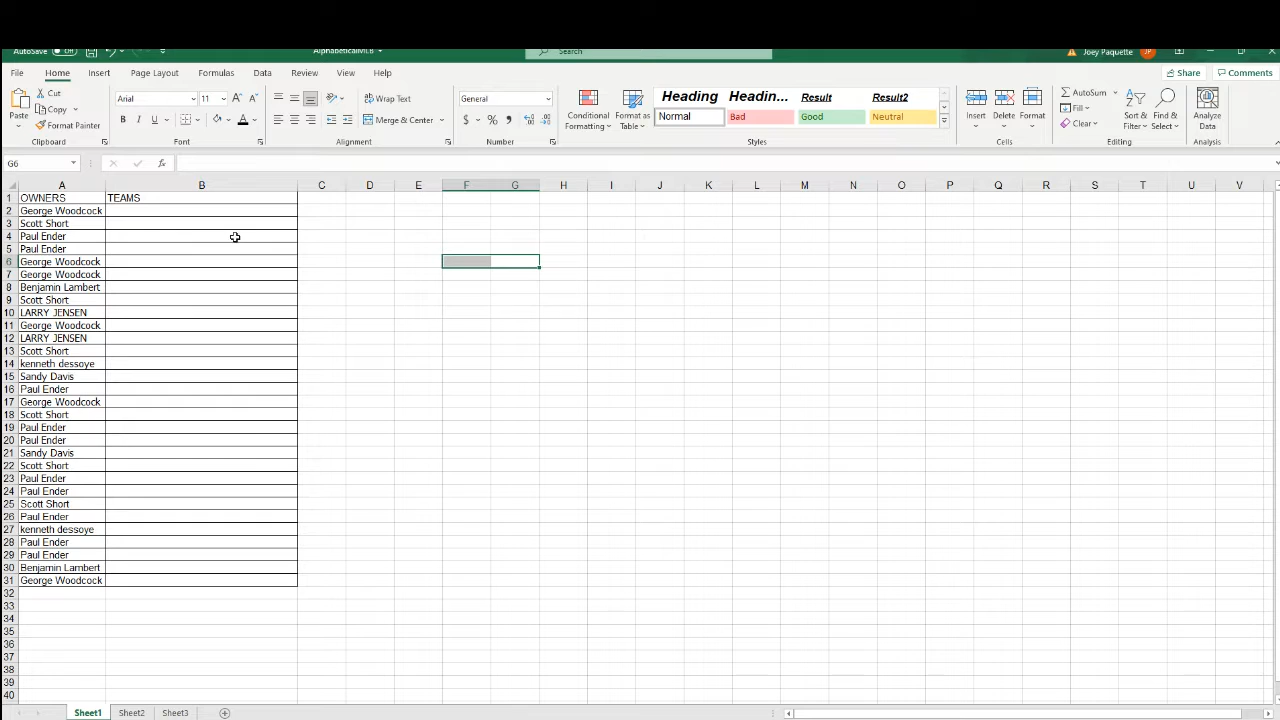 AutoSave Off AlphabeticalMLB Search Joey Paquette JP
File Home Insert Page Layout Formulas Data Review View Help Share Comments
Paste Cut Copy Format Painter Clipboard
Arial 11 A A B I U A Font
Wrap Text Merge & Center Alignment
General $ % 9 Number
Conditional Formatting Format as Table
Heading Headin... Result Result2
Normal Bad Good Neutral
Styles
Insert Delete Format Cells
AutoSum Fill Clear Sort & Filter Find & Select Editing
Analyze Data Analysis
G6 fx
A B C D E F G H I J K L M N O P Q R S T U V
1 OWNERS TEAMS
2 George Woodcock
3 Scott Short
4 Paul Ender
5 Paul Ender
6 George Woodcock
7 George Woodcock
8 Benjamin Lambert
9 Scott Short
10 LARRY JENSEN
11 George Woodcock
12 LARRY JENSEN
13 Scott Short
14 kenneth dessoye
15 Sandy Davis
16 Paul Ender
17 George Woodcock
18 Scott Short
19 Paul Ender
20 Paul Ender
21 Sandy Davis
22 Scott Short
23 Paul Ender
24 Paul Ender
25 Scott Short
26 Paul Ender
27 kenneth dessoye
28 Paul Ender
29 Paul Ender
30 Benjamin Lambert
31 George Woodcock
32
33
34
35
36
37
38
39
40
Sheet1 Sheet2 Sheet3